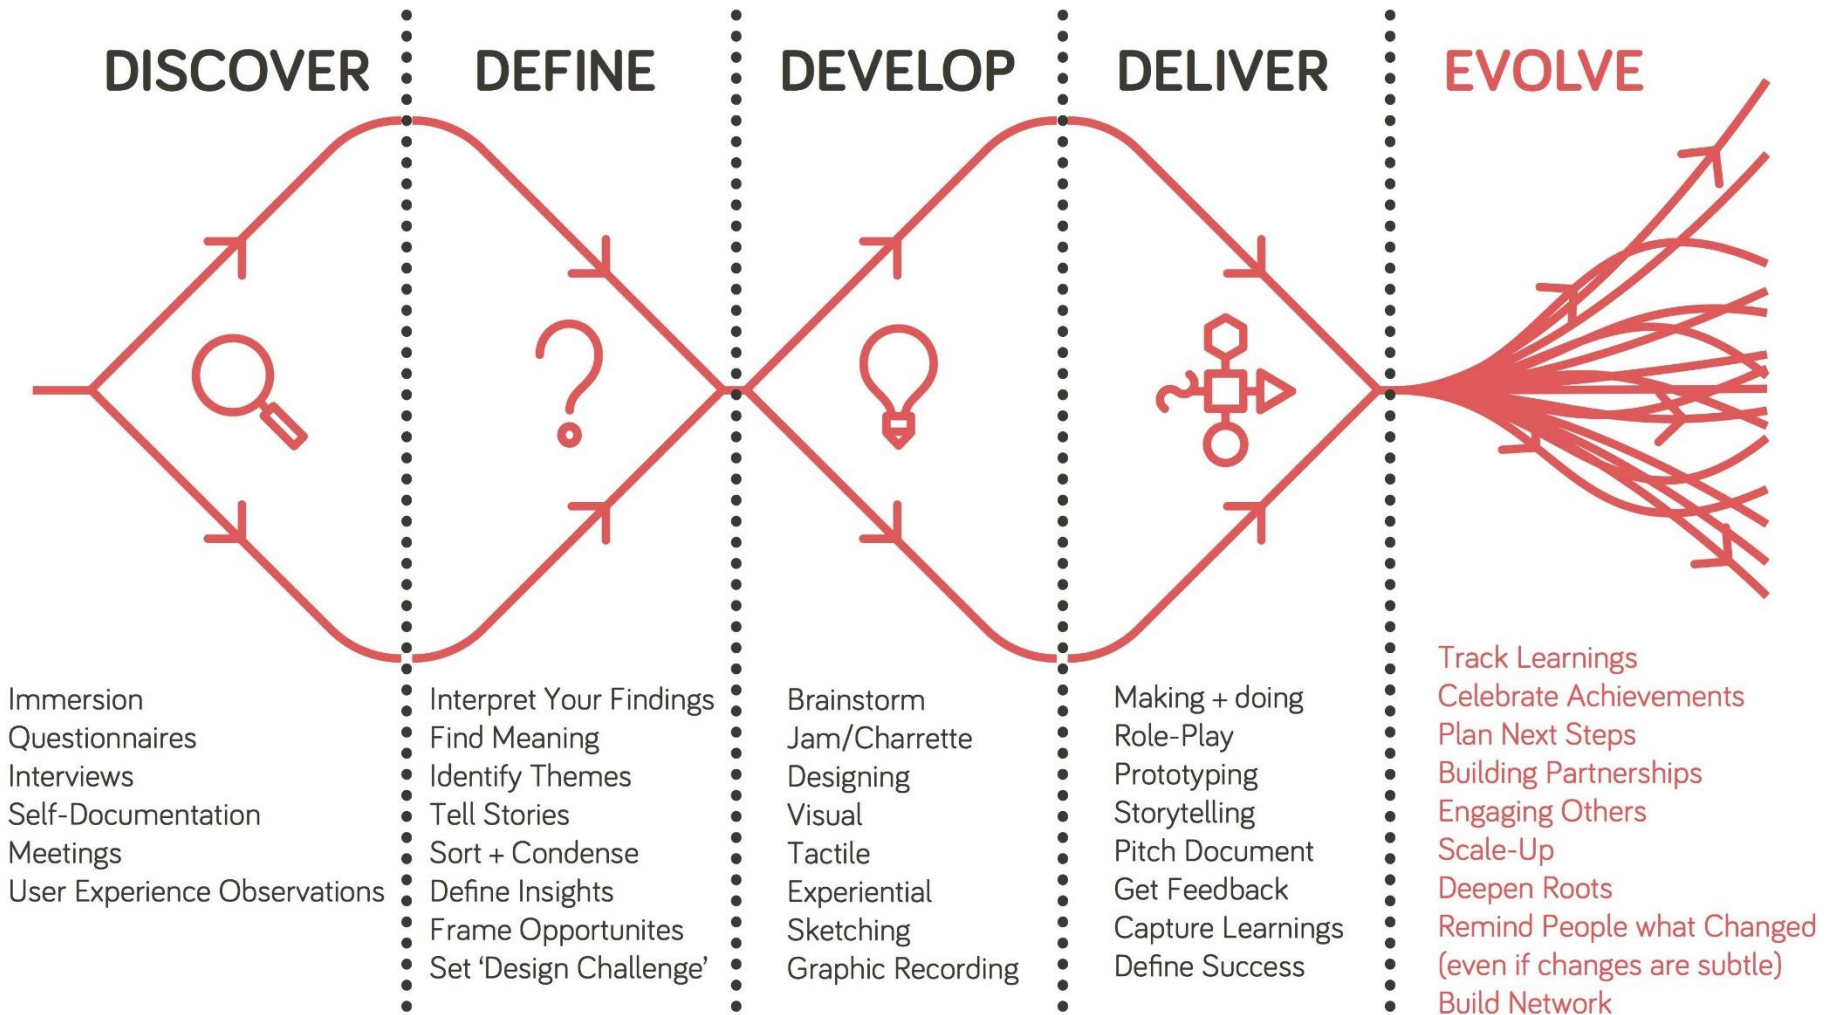 DISCOVER
DEFINE
DEVELOP
DELIVER
EVOLVE
Immersion
Questionnaires
Interviews
Self-Documentation
Meetings
User Experience Observations
Interpret Your Findings
Find Meaning
Identify Themes
Tell Stories
Sort + Condense
Define Insights
Frame Opportunites
Set ‘Design Challenge’
Brainstorm
Jam/Charrette
Designing
Visual
Tactile
Experiential
Sketching
Graphic Recording
Making + doing
Role-Play
Prototyping
Storytelling
Pitch Document
Get Feedback
Capture Learnings
Define Success
Track Learnings
Celebrate Achievements
Plan Next Steps
Building Partnerships
Engaging Others
Scale-Up
Deepen Roots
Remind People what Changed
(even if changes are subtle)
Build Network